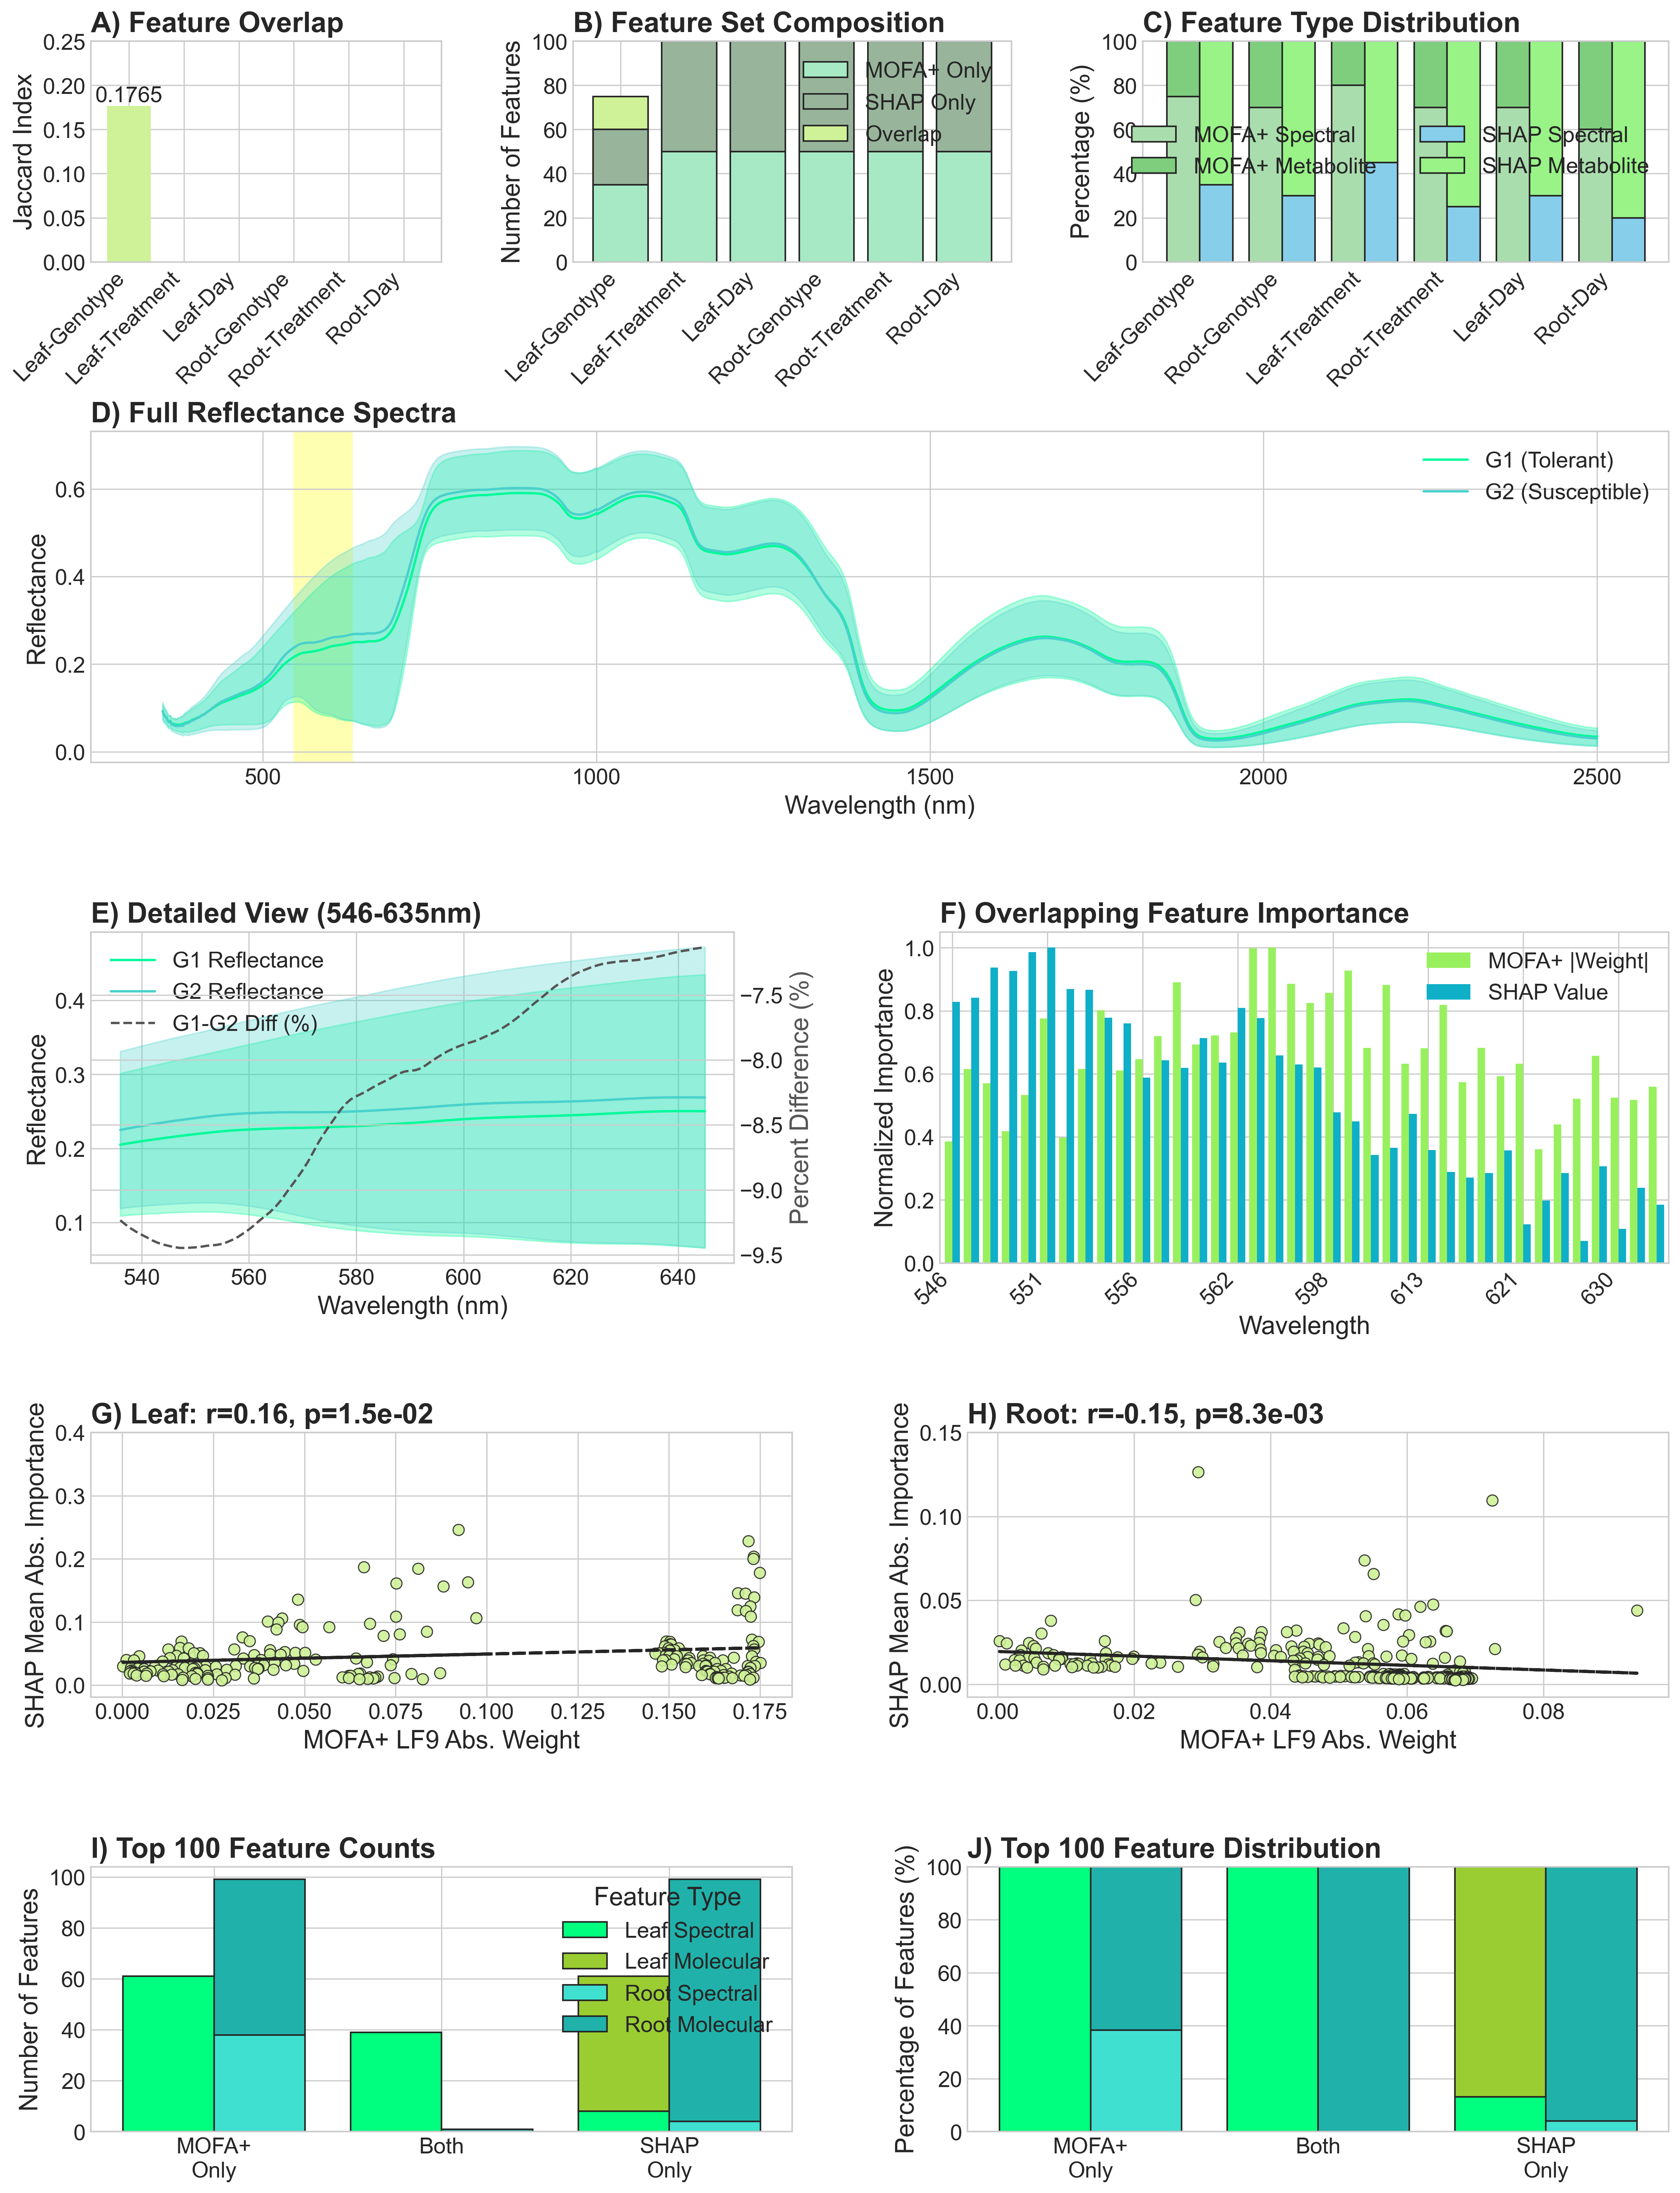 A) Feature Overlap
Jaccard Index
0.25
0.20
0.15
0.10
0.05
0.00
0.1765
Leaf-Genotype
Leaf-Treatment
Leaf-Day
Root-Genotype
Root-Treatment
Root-Day
B) Feature Set Composition
Number of Features
100
80
60
40
20
0
MOFA+ Only
SHAP Only
Overlap
Leaf-Genotype
Leaf-Treatment
Leaf-Day
Root-Genotype
Root-Treatment
Root-Day
C) Feature Type Distribution
Percentage (%)
100
80
60
40
20
0
MOFA+ Spectral
MOFA+ Metabolite
SHAP Spectral
SHAP Metabolite
Leaf-Genotype
Root-Genotype
Leaf-Treatment
Root-Treatment
Leaf-Day
Root-Day
D) Full Reflectance Spectra
Reflectance
0.6
0.4
0.2
0.0
G1 (Tolerant)
G2 (Susceptible)
500 1000 1500 2000 2500
Wavelength (nm)
E) Detailed View (546-635nm)
Reflectance
0.4
0.3
0.2
0.1
G1 Reflectance
G2 Reflectance
G1-G2 Diff (%)
−7.5
−8.0
−8.5
−9.0
−9.5
Percent Difference (%)
540 560 580 600 620 640
Wavelength (nm)
F) Overlapping Feature Importance
Normalized Importance
1.0
0.8
0.6
0.4
0.2
0.0
MOFA+ |Weight|
SHAP Value
546 551 556 562 598 613 621 630
Wavelength
G) Leaf: r=0.16, p=1.5e-02
SHAP Mean Abs. Importance
0.4
0.3
0.2
0.1
0.0
0.000 0.025 0.050 0.075 0.100 0.125 0.150 0.175
MOFA+ LF9 Abs. Weight
H) Root: r=-0.15, p=8.3e-03
SHAP Mean Abs. Importance
0.15
0.10
0.05
0.00
0.00 0.02 0.04 0.06 0.08
MOFA+ LF9 Abs. Weight
I) Top 100 Feature Counts
Number of Features
100
80
60
40
20
0
Feature Type
Leaf Spectral
Leaf Molecular
Root Spectral
Root Molecular
MOFA+
Only
Both
SHAP
Only
J) Top 100 Feature Distribution
Percentage of Features (%)
100
80
60
40
20
0
MOFA+
Only
Both
SHAP
Only